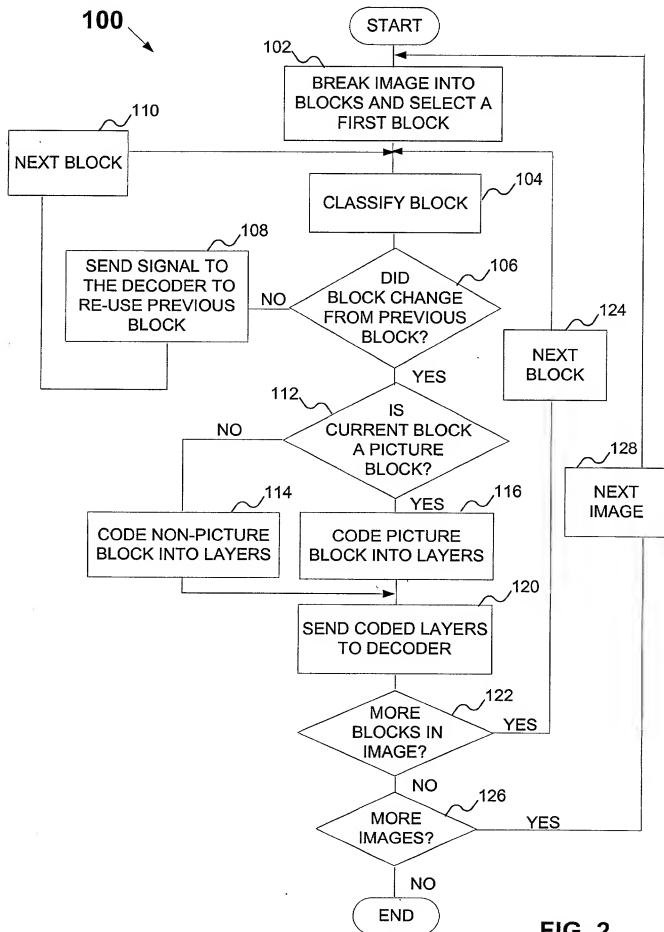 100
START
102
BREAK IMAGE INTO
BLOCKS AND SELECT A
FIRST BLOCK
110
NEXT BLOCK
104
CLASSIFY BLOCK
108
SEND SIGNAL TO
THE DECODER TO
RE-USE PREVIOUS
BLOCK
NO
106
DID
BLOCK CHANGE
FROM PREVIOUS
BLOCK?
124
NEXT
BLOCK
YES
112
IS
CURRENT BLOCK
A PICTURE
BLOCK?
NO
128
NEXT
IMAGE
YES
114
CODE NON-PICTURE
BLOCK INTO LAYERS
116
CODE PICTURE
BLOCK INTO LAYERS
120
SEND CODED LAYERS
TO DECODER
122
MORE
BLOCKS IN
IMAGE?
YES
NO
126
MORE
IMAGES?
YES
NO
END
FIG. 2